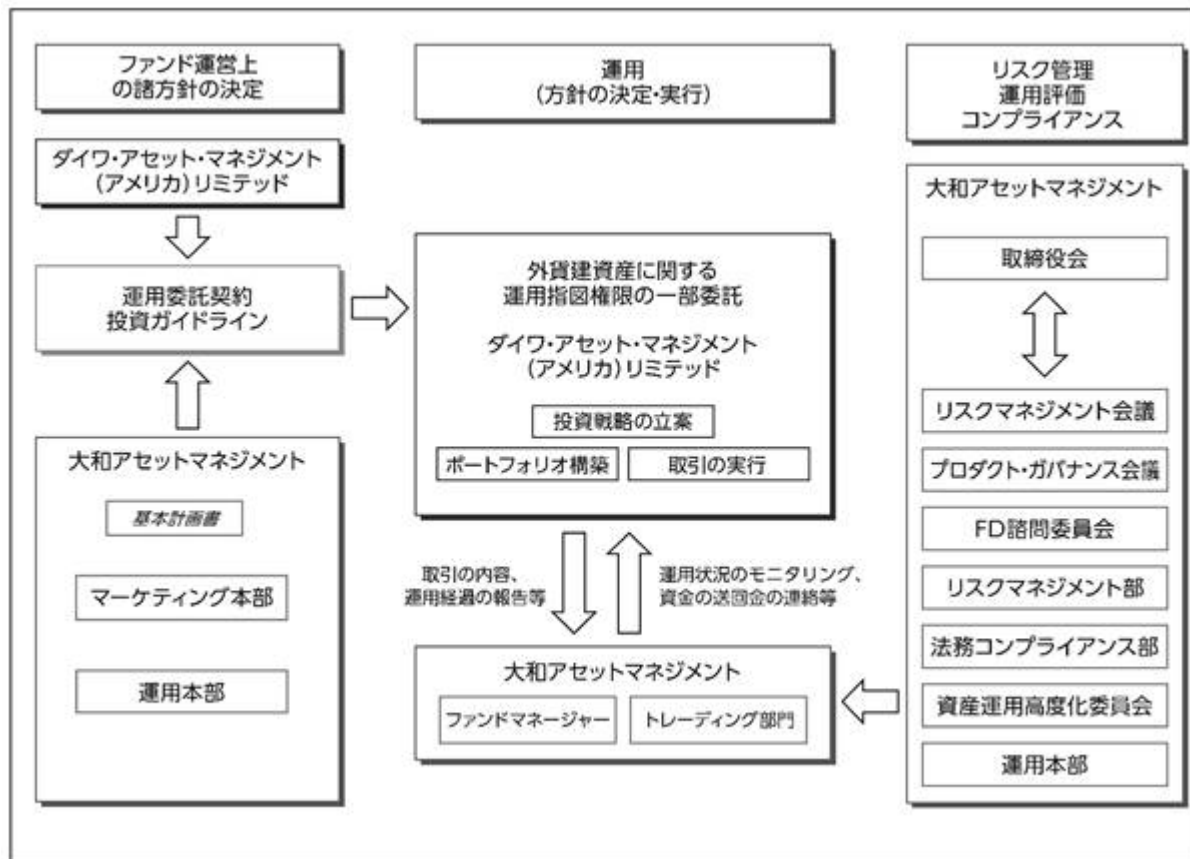 ファンド運営上
の諸方針の決定
ダイワ・アセット・マネジメント
(アメリカ)リミテッド
運用委託契約
投資ガイドライン
大和アセットマネジメント
基本計画書
マーケティング本部
運用本部
運用
(方針の決定・実行)
外貨建資産に関する
運用指図権限の一部委託
ダイワ・アセット・マネジメント
(アメリカ)リミテッド
投資戦略の立案
ポートフォリオ構築
取引の実行
取引の内容、
運用経過の報告等
運用状況のモニタリング、
資金の送回金の連絡等
大和アセットマネジメント
ファンドマネージャー
トレーディング部門
リスク管理
運用評価
コンプライアンス
大和アセットマネジメント
取締役会
リスクマネジメント会議
プロダクト・ガバナンス会議
FD諮問委員会
リスクマネジメント部
法務コンプライアンス部
資産運用高度化委員会
運用本部